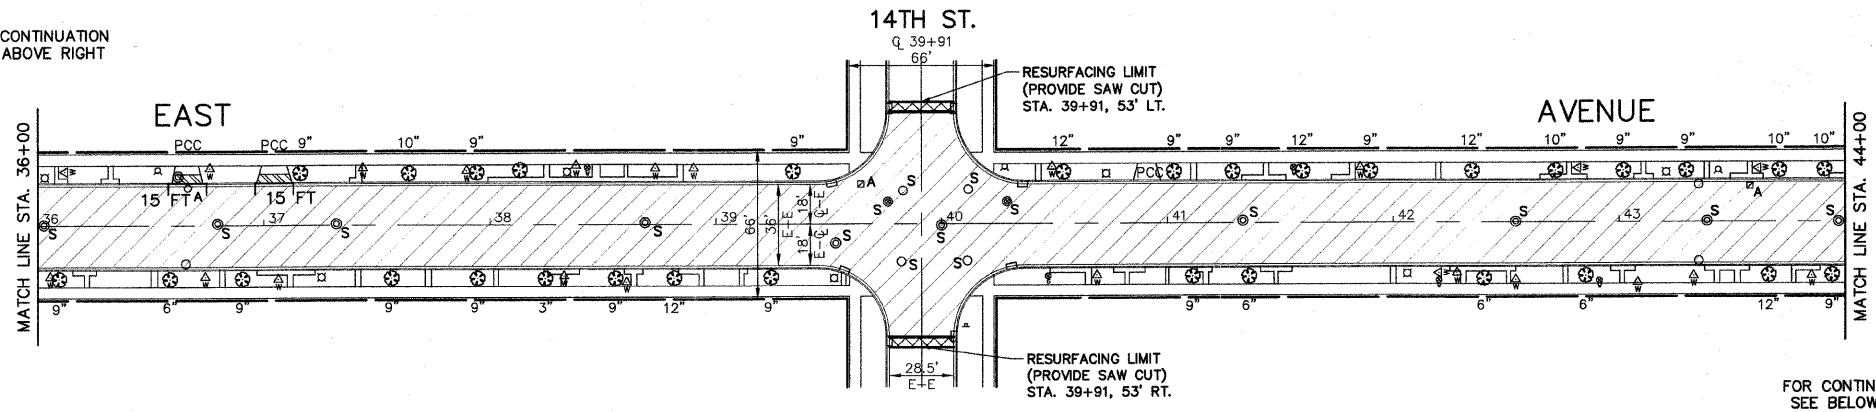 14TH ST.
℄ 39+91
66'
CONTINUATION
ABOVE RIGHT
RESURFACING LIMIT
(PROVIDE SAW CUT)
STA. 39+91, 53' LT.
EAST
AVENUE
MATCH LINE STA. 36+00
MATCH LINE STA. 44+00
PCC PCC 9" 10" 9" 9"
12" 9" 9" 12" 9" 12" 10" 9" 9" 10" 10"
PCC
15 FT A 15 FT
A S S A
S S
36 37 38 39 40 41 42 43
S S S S S S S S S S
66' 36' E-E 18' E-℄-E 18'
S S
9" 6" 9" 9" 9" 3" 9" 12" 9"
9" 6" 6" 6" 12" 9"
28.5'
E-E
RESURFACING LIMIT
(PROVIDE SAW CUT)
STA. 39+91, 53' RT.
FOR CONTIN
SEE BELOW